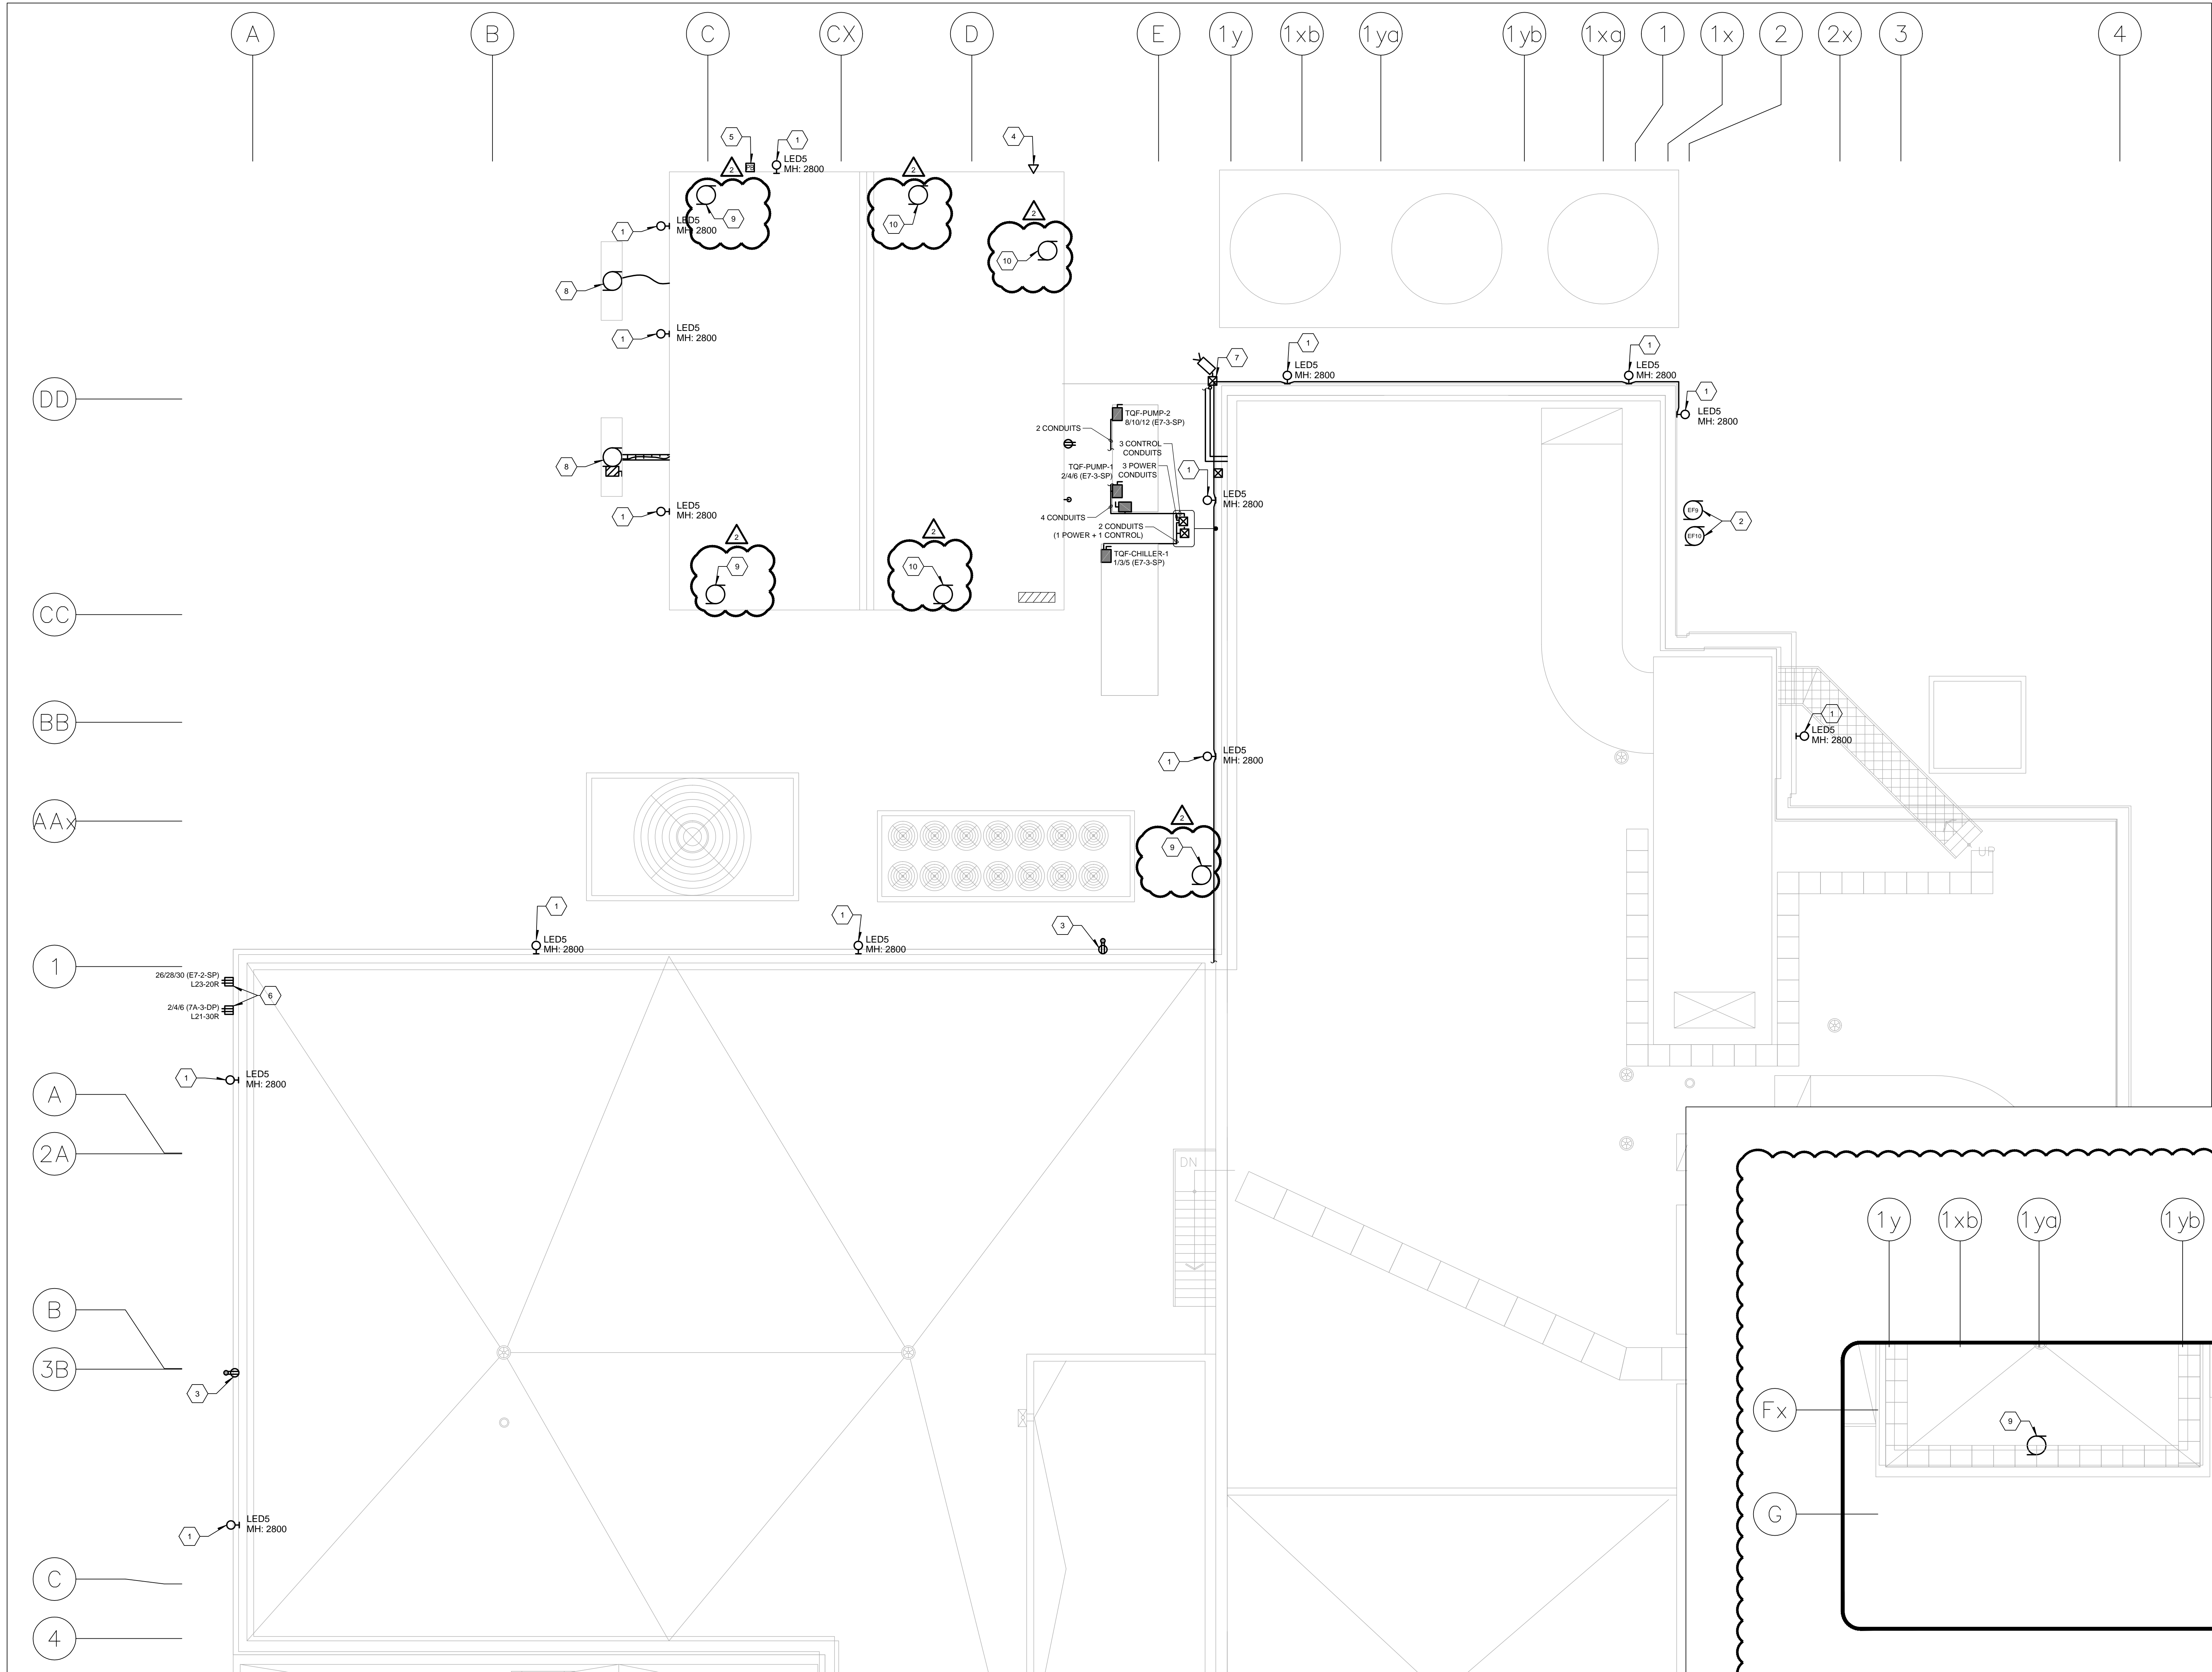 A B C CX D E 1y 1xb 1ya 1yb 1xa 1 1x 2 2x 3 4
5
1
4
LED5
MH: 2800
2
2
9
10
2
10
1
LED5
MH: 2800
8
1
LED5
MH: 2800
7
1
LED5
MH: 2800
1
LED5
MH: 2800
1
LED5
MH: 2800
DD
TQF-PUMP-2
8/10/12 (E7-3-SP)
2 CONDUITS
3 CONTROL
CONDUITS
3 POWER
CONDUITS
TQF-PUMP-1
2/4/6 (E7-3-SP)
8
1
LED5
MH: 2800
1
LED5
MH: 2800
4 CONDUITS
2 CONDUITS
(1 POWER + 1 CONTROL)
TQF-CHILLER-1
1/3/5 (E7-3-SP)
EF9
EF10
2
2
9
2
10
CC
BB
1
LED5
MH: 2800
1
LED5
MH: 2800
AAx
2
9
UP
1
LED5
MH: 2800
1
LED5
MH: 2800
3
1
26/28/30 (E7-2-SP)
L23-20R
2/4/6 (7A-3-DP)
L21-30R
6
1
LED5
MH: 2800
A
2A
DN
1y 1xb 1ya 1yb
B
3B
3
Fx
9
G
1
LED5
MH: 2800
C
4